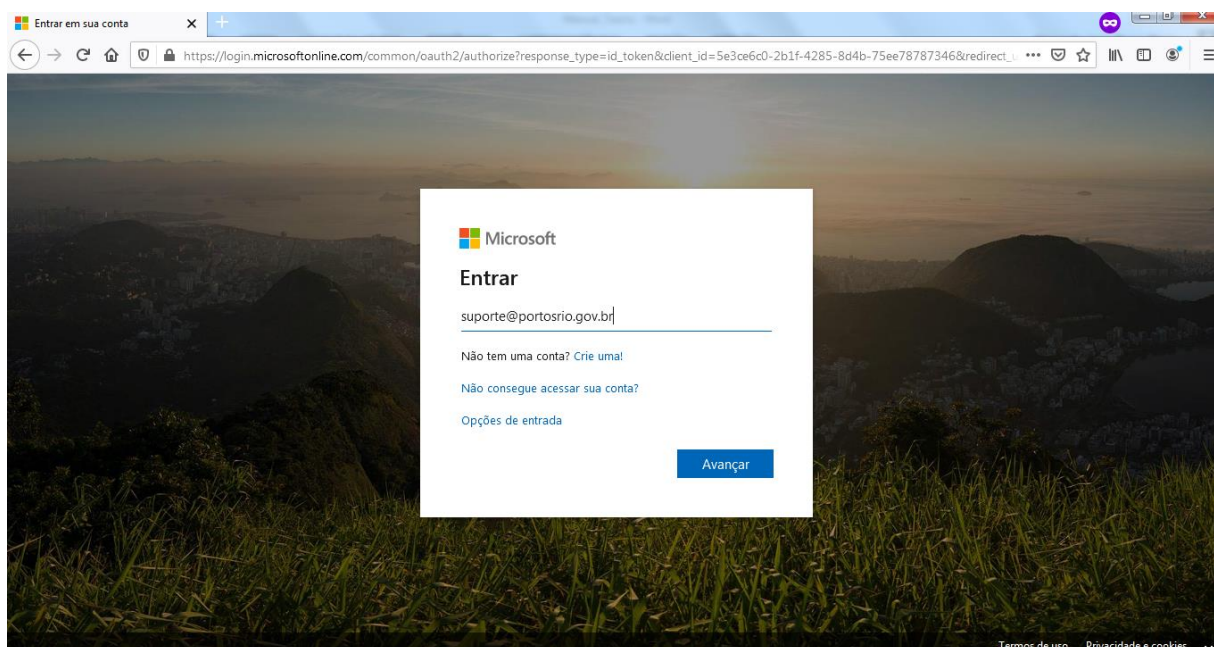 Entrar em sua conta
https://login.microsoftonline.com/common/oauth2/authorize?response_type=id_token&client_id=5e3ce6c0-2b1f-4285-8d4b-75ee78787346&redirect_u
Microsoft
Entrar
suporte@portosrio.gov.br
Não tem uma conta? Crie uma!
Não consegue acessar sua conta?
Opções de entrada
Avançar
Termos de uso Privacidade e cookies